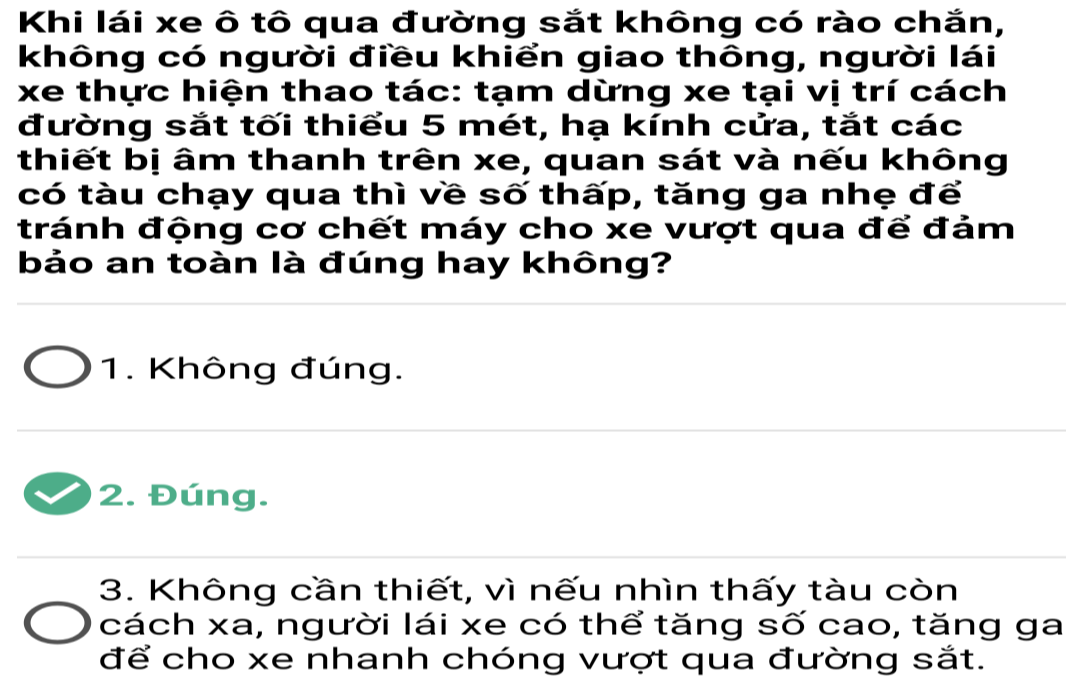 Khi lái xe ô tô qua đường sắt không có rào chắn,
không có người điều khiển giao thông, người lái
xe thực hiện thao tác: tạm dừng xe tại vị trí cách
đường sắt tối thiểu 5 mét, hạ kính cửa, tắt các
thiết bị âm thanh trên xe, quan sát và nếu không
có tàu chạy qua thì về số thấp, tăng ga nhẹ để
tránh động cơ chết máy cho xe vượt qua để đảm
bảo an toàn là đúng hay không?
1. Không đúng.
2. Đúng.
3. Không cần thiết, vì nếu nhìn thấy tàu còn
cách xa, người lái xe có thể tăng số cao, tăng ga
để cho xe nhanh chóng vượt qua đường sắt.